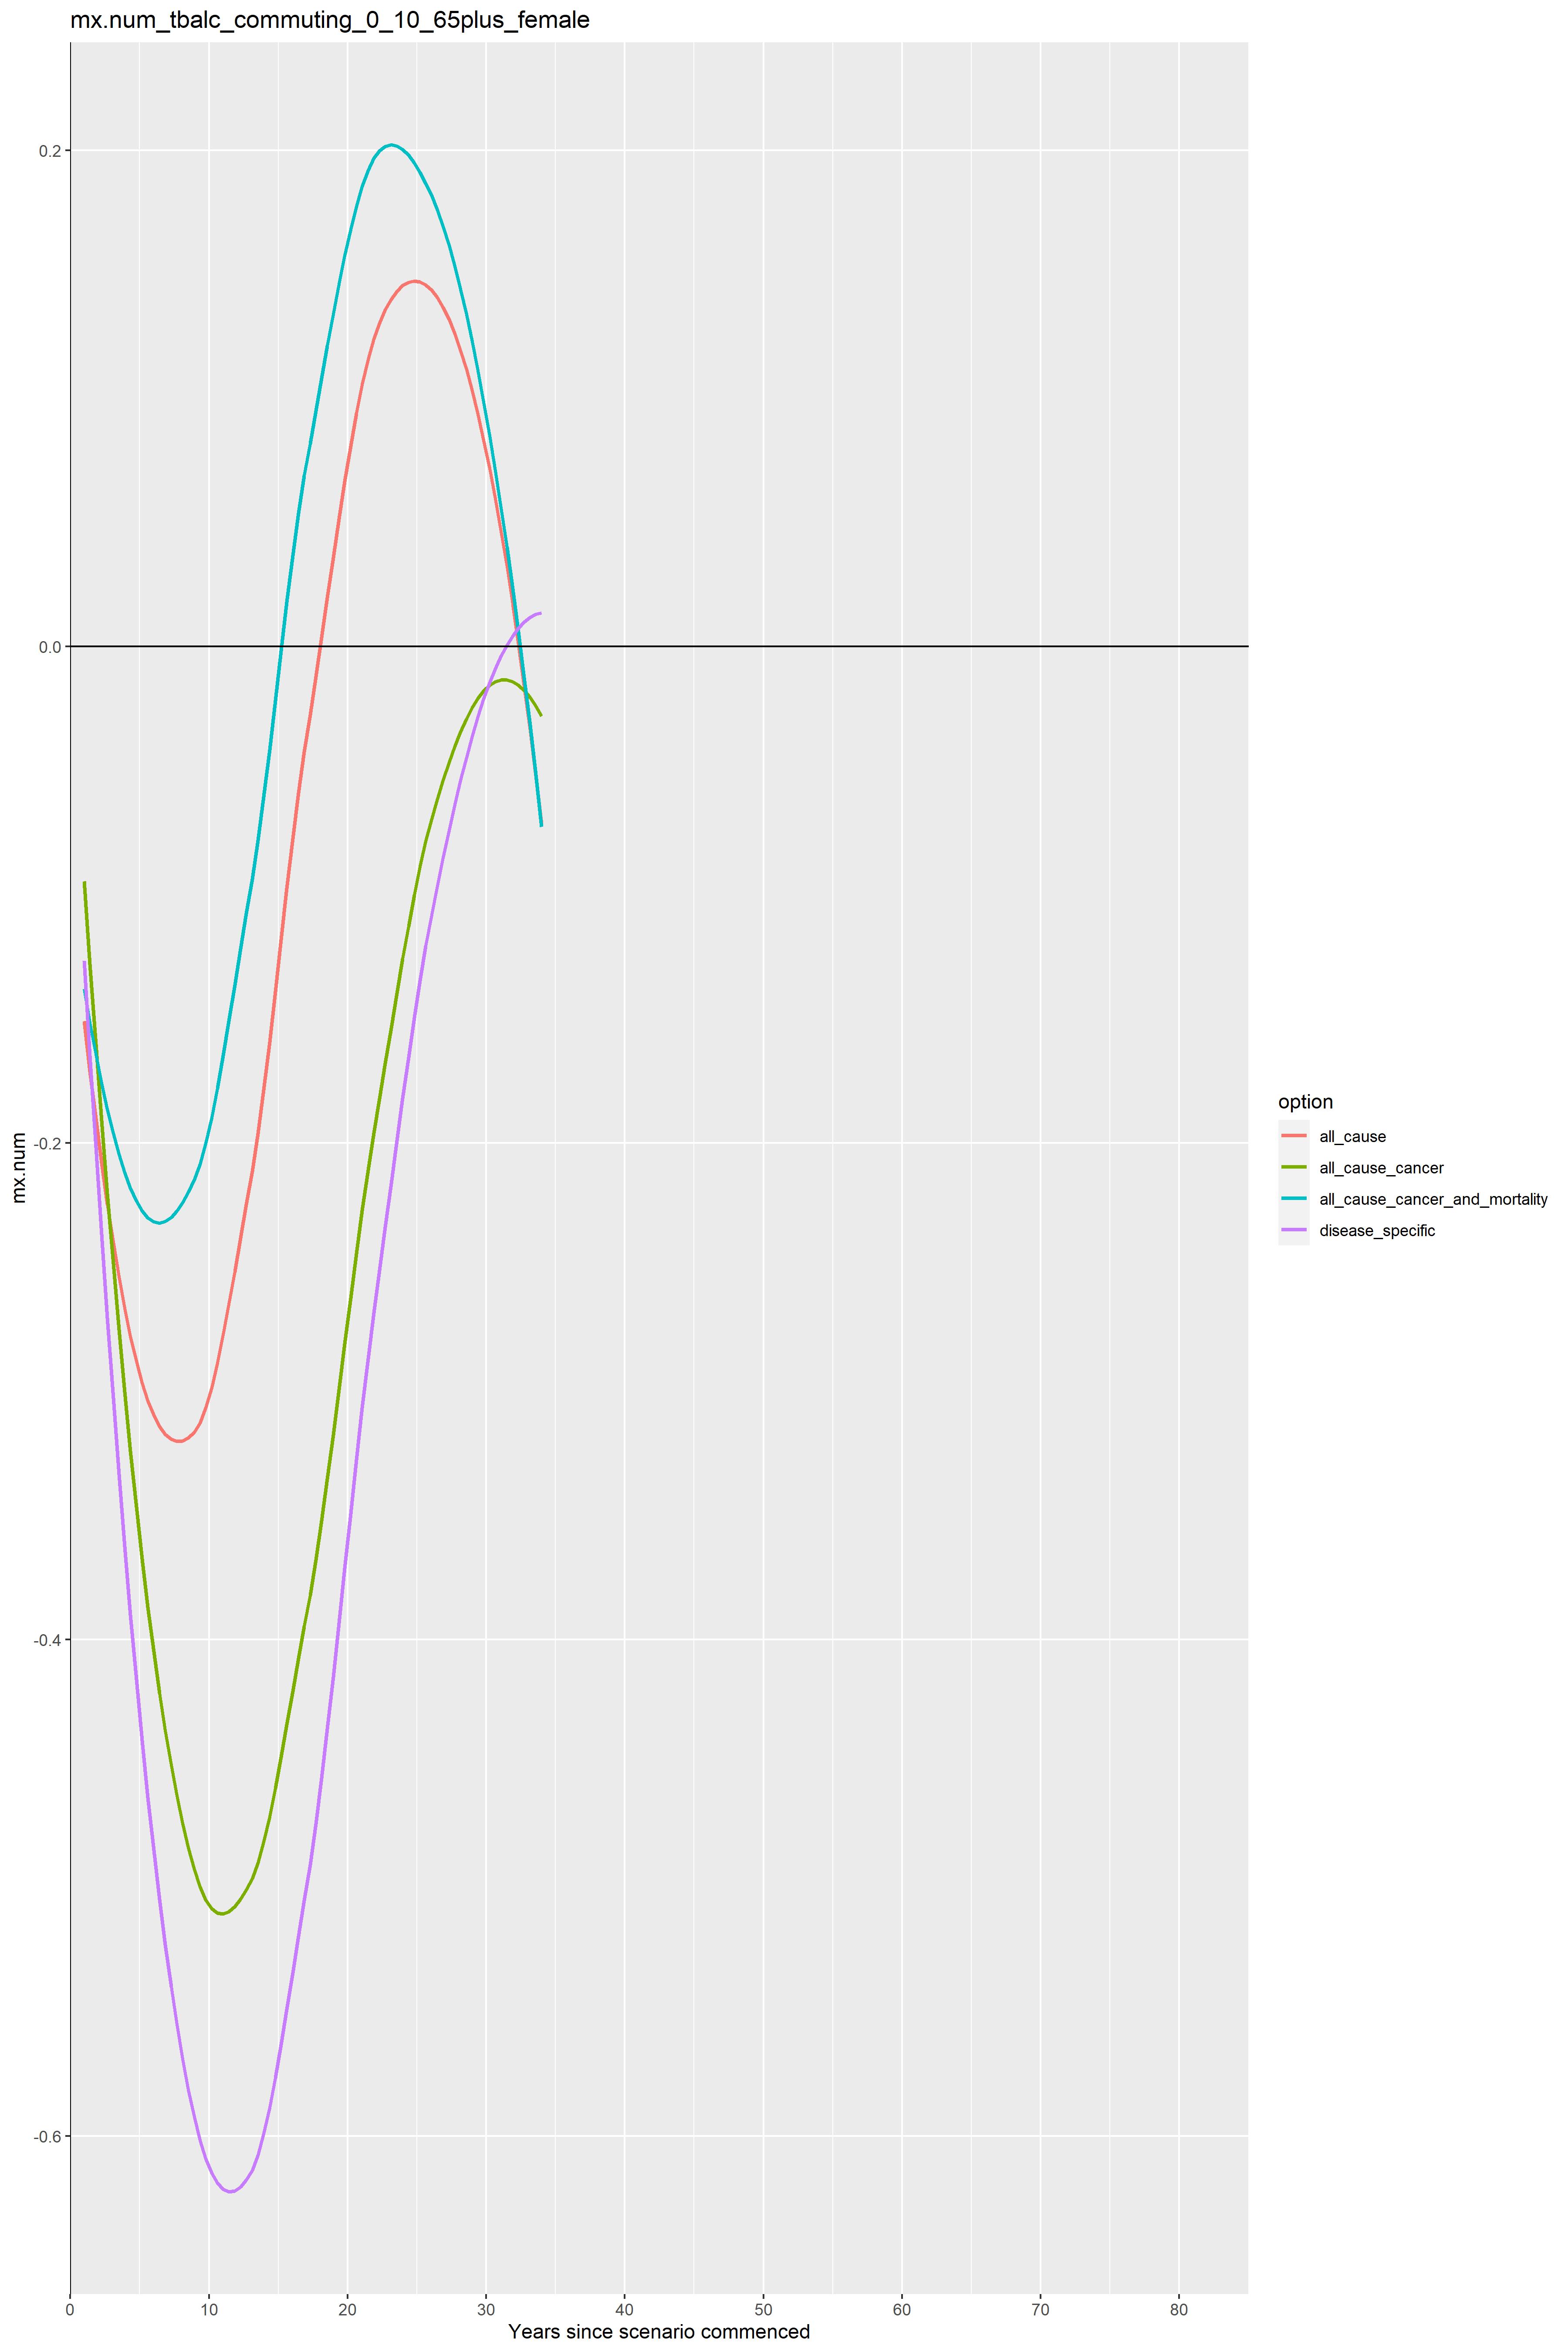 mx.num_tbalc_commuting_0_10_65plus_female
0.2
0.0
-0.2
-0.4
-0.6
mx.num
0 10 20 30 40 50 60 70 80
Years since scenario commenced
option
all_cause
all_cause_cancer
all_cause_cancer_and_mortality
disease_specific